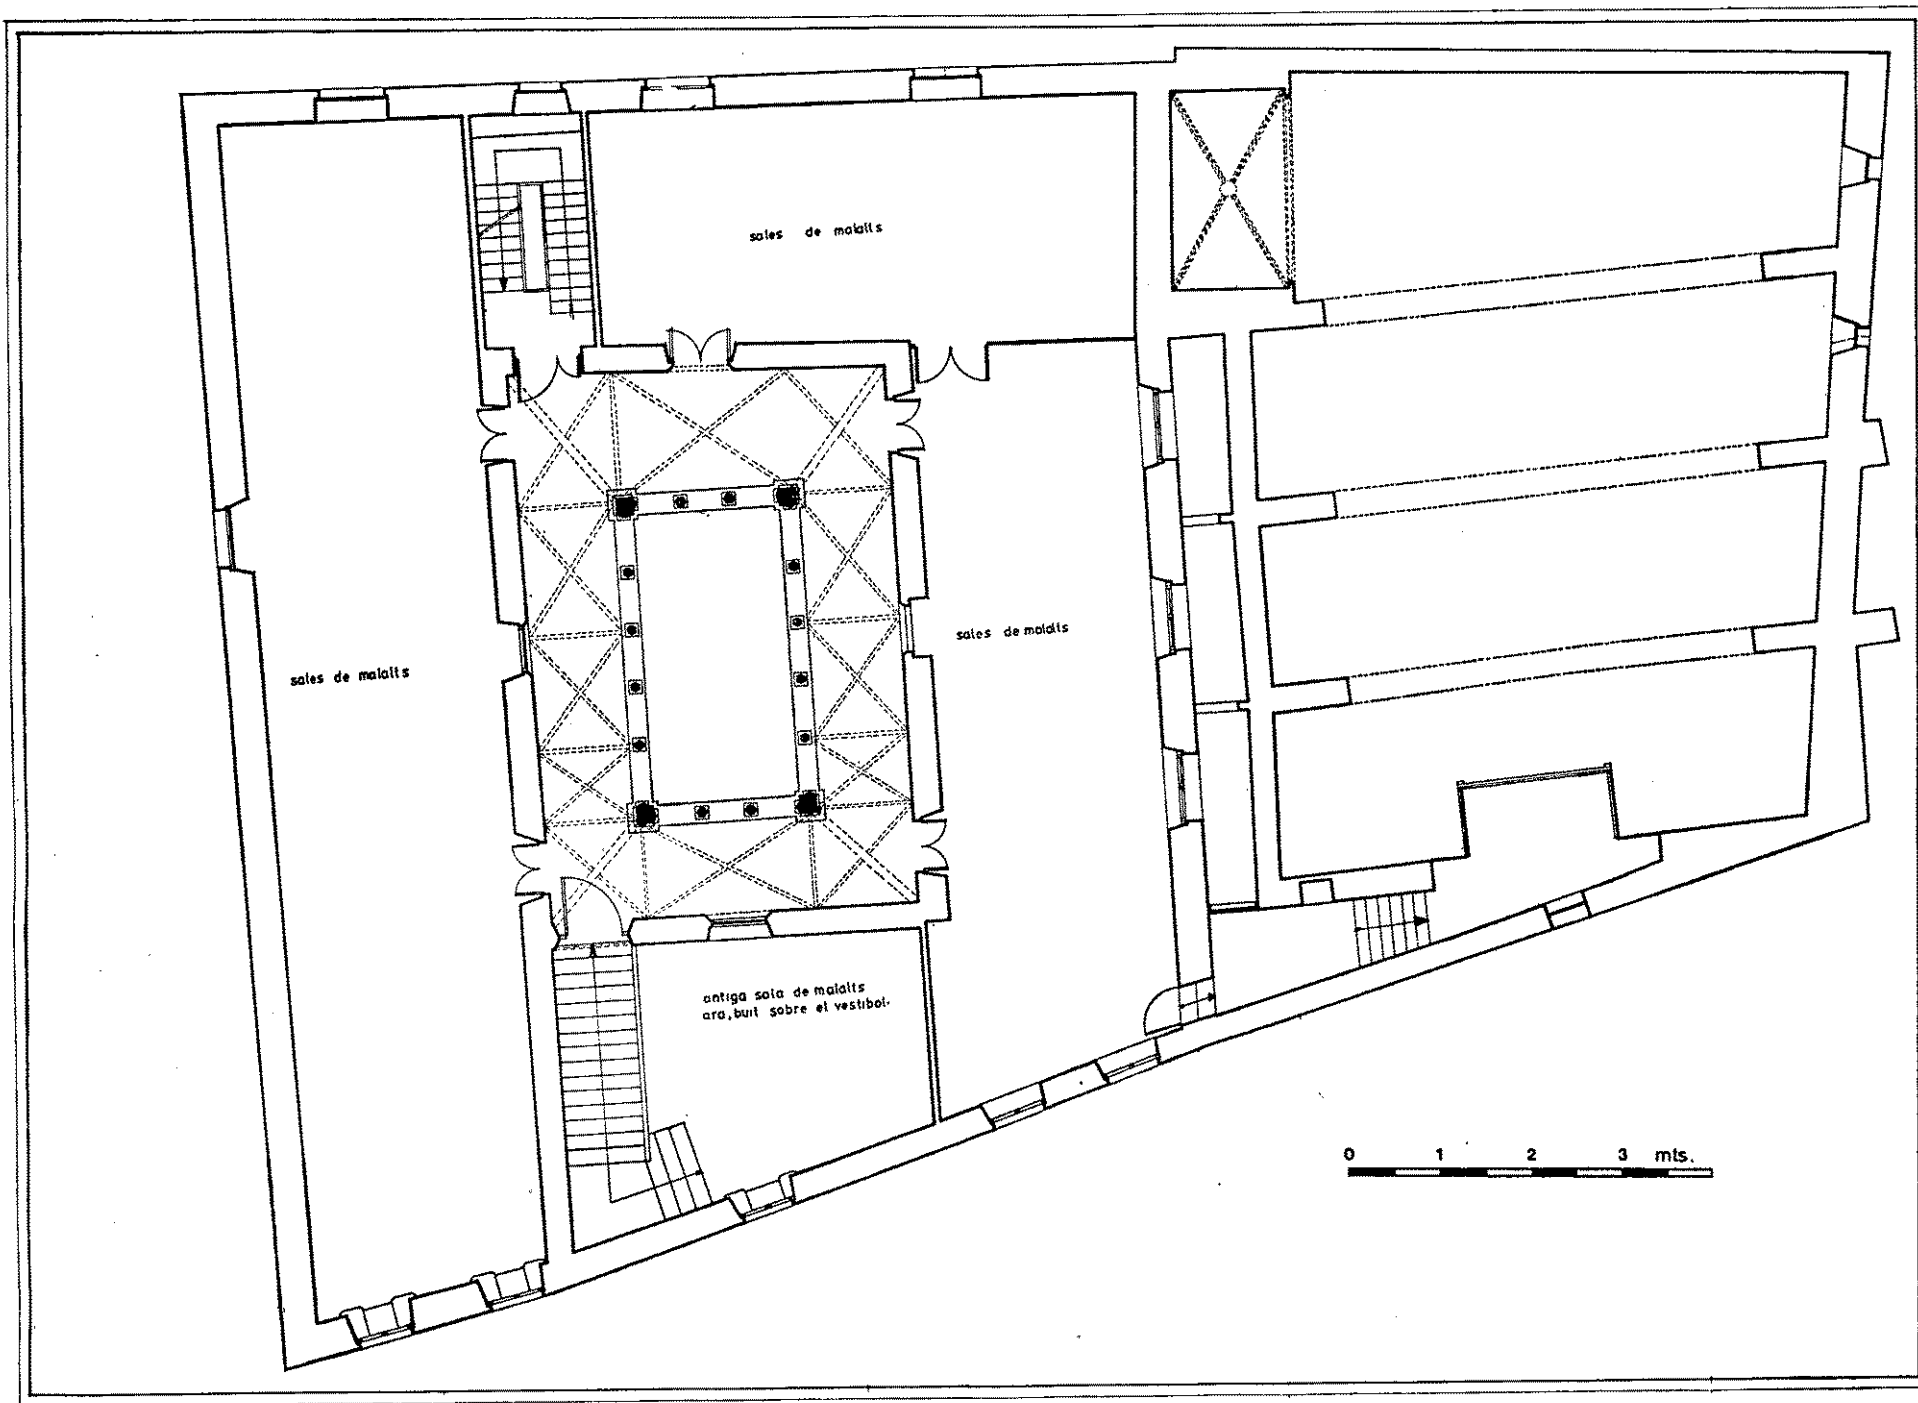 sales de malalts
sales de malalts
sales de malalts
antiga sala de malalts
ara, buit sobre el vestibol.
0 1 2 3 mts.